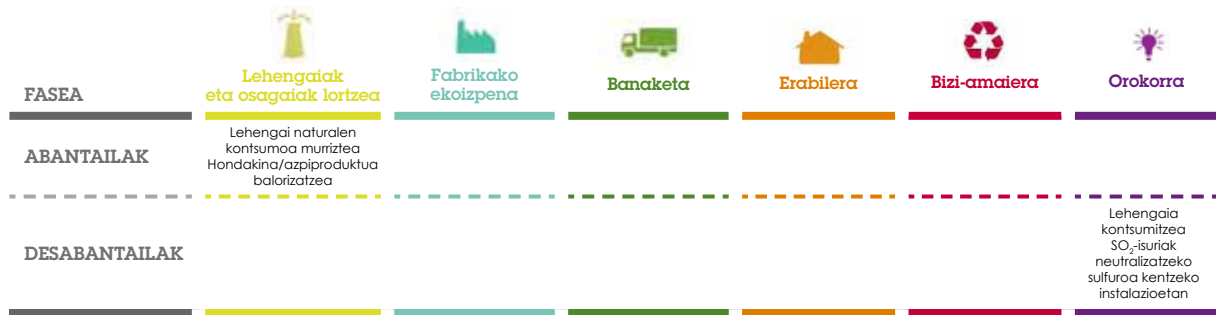 FASEA
Lehengaiak
eta osagaiak lortzea
Fabrikako
ekoizpena
Banaketa
Erabilera
Bizi-amaiera
Orokorra
ABANTAILAK
Lehengai naturalen
kontsumoa murriztea
Hondakina/azpiproduktua
balorizatzea
DESABANTAILAK
Lehengaia
kontsumitzea
SO₂-isuriak
neutralizatzeko
sulfuroa kentzeko
instalazioetan